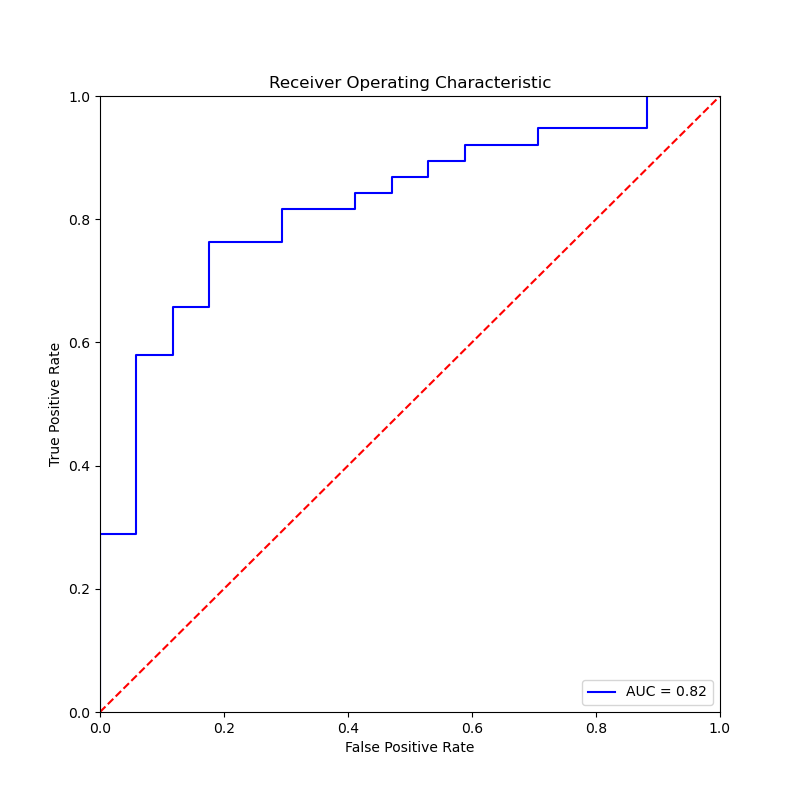 Receiver Operating Characteristic
1.0
0.8
0.6
0.4
0.2
0.0
True Positive Rate
AUC = 0.82
0.0 0.2 0.4 0.6 0.8 1.0
False Positive Rate